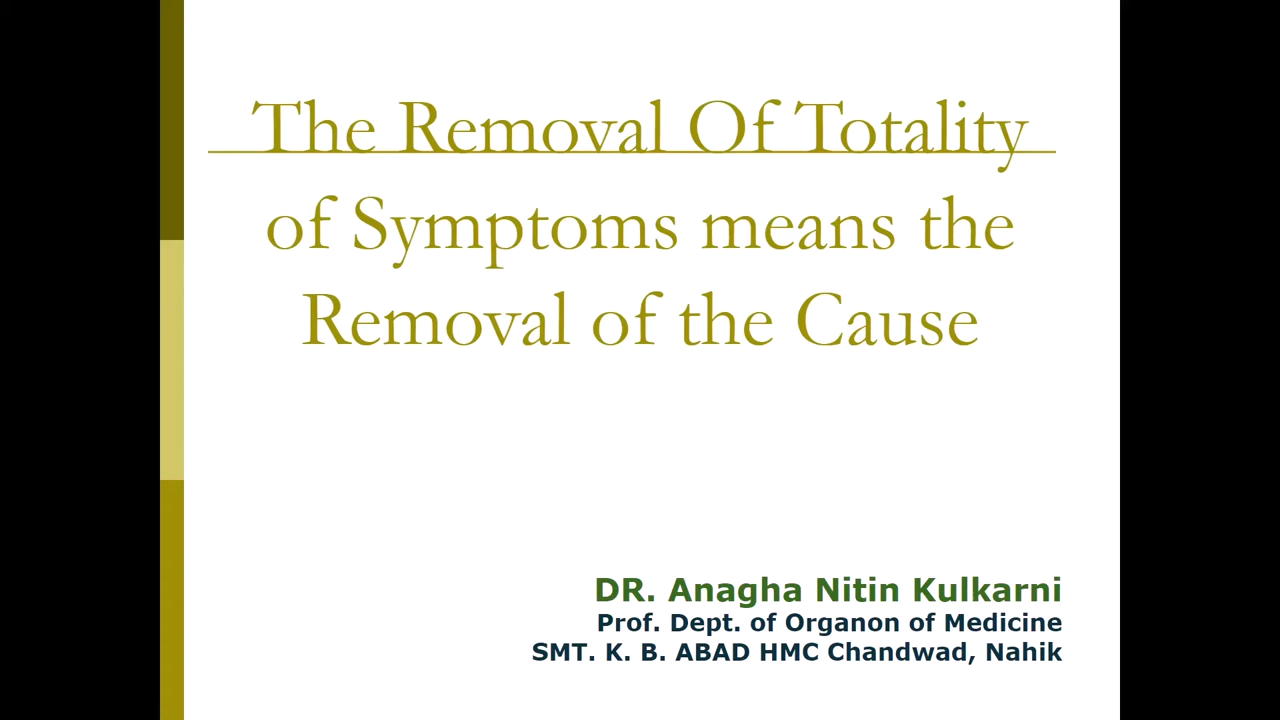 The Removal Of Totality
of Symptoms means the
Removal of the Cause
DR. Anagha Nitin Kulkarni
Prof. Dept. of Organon of Medicine
SMT. K. B. ABAD HMC Chandwad, Nahik